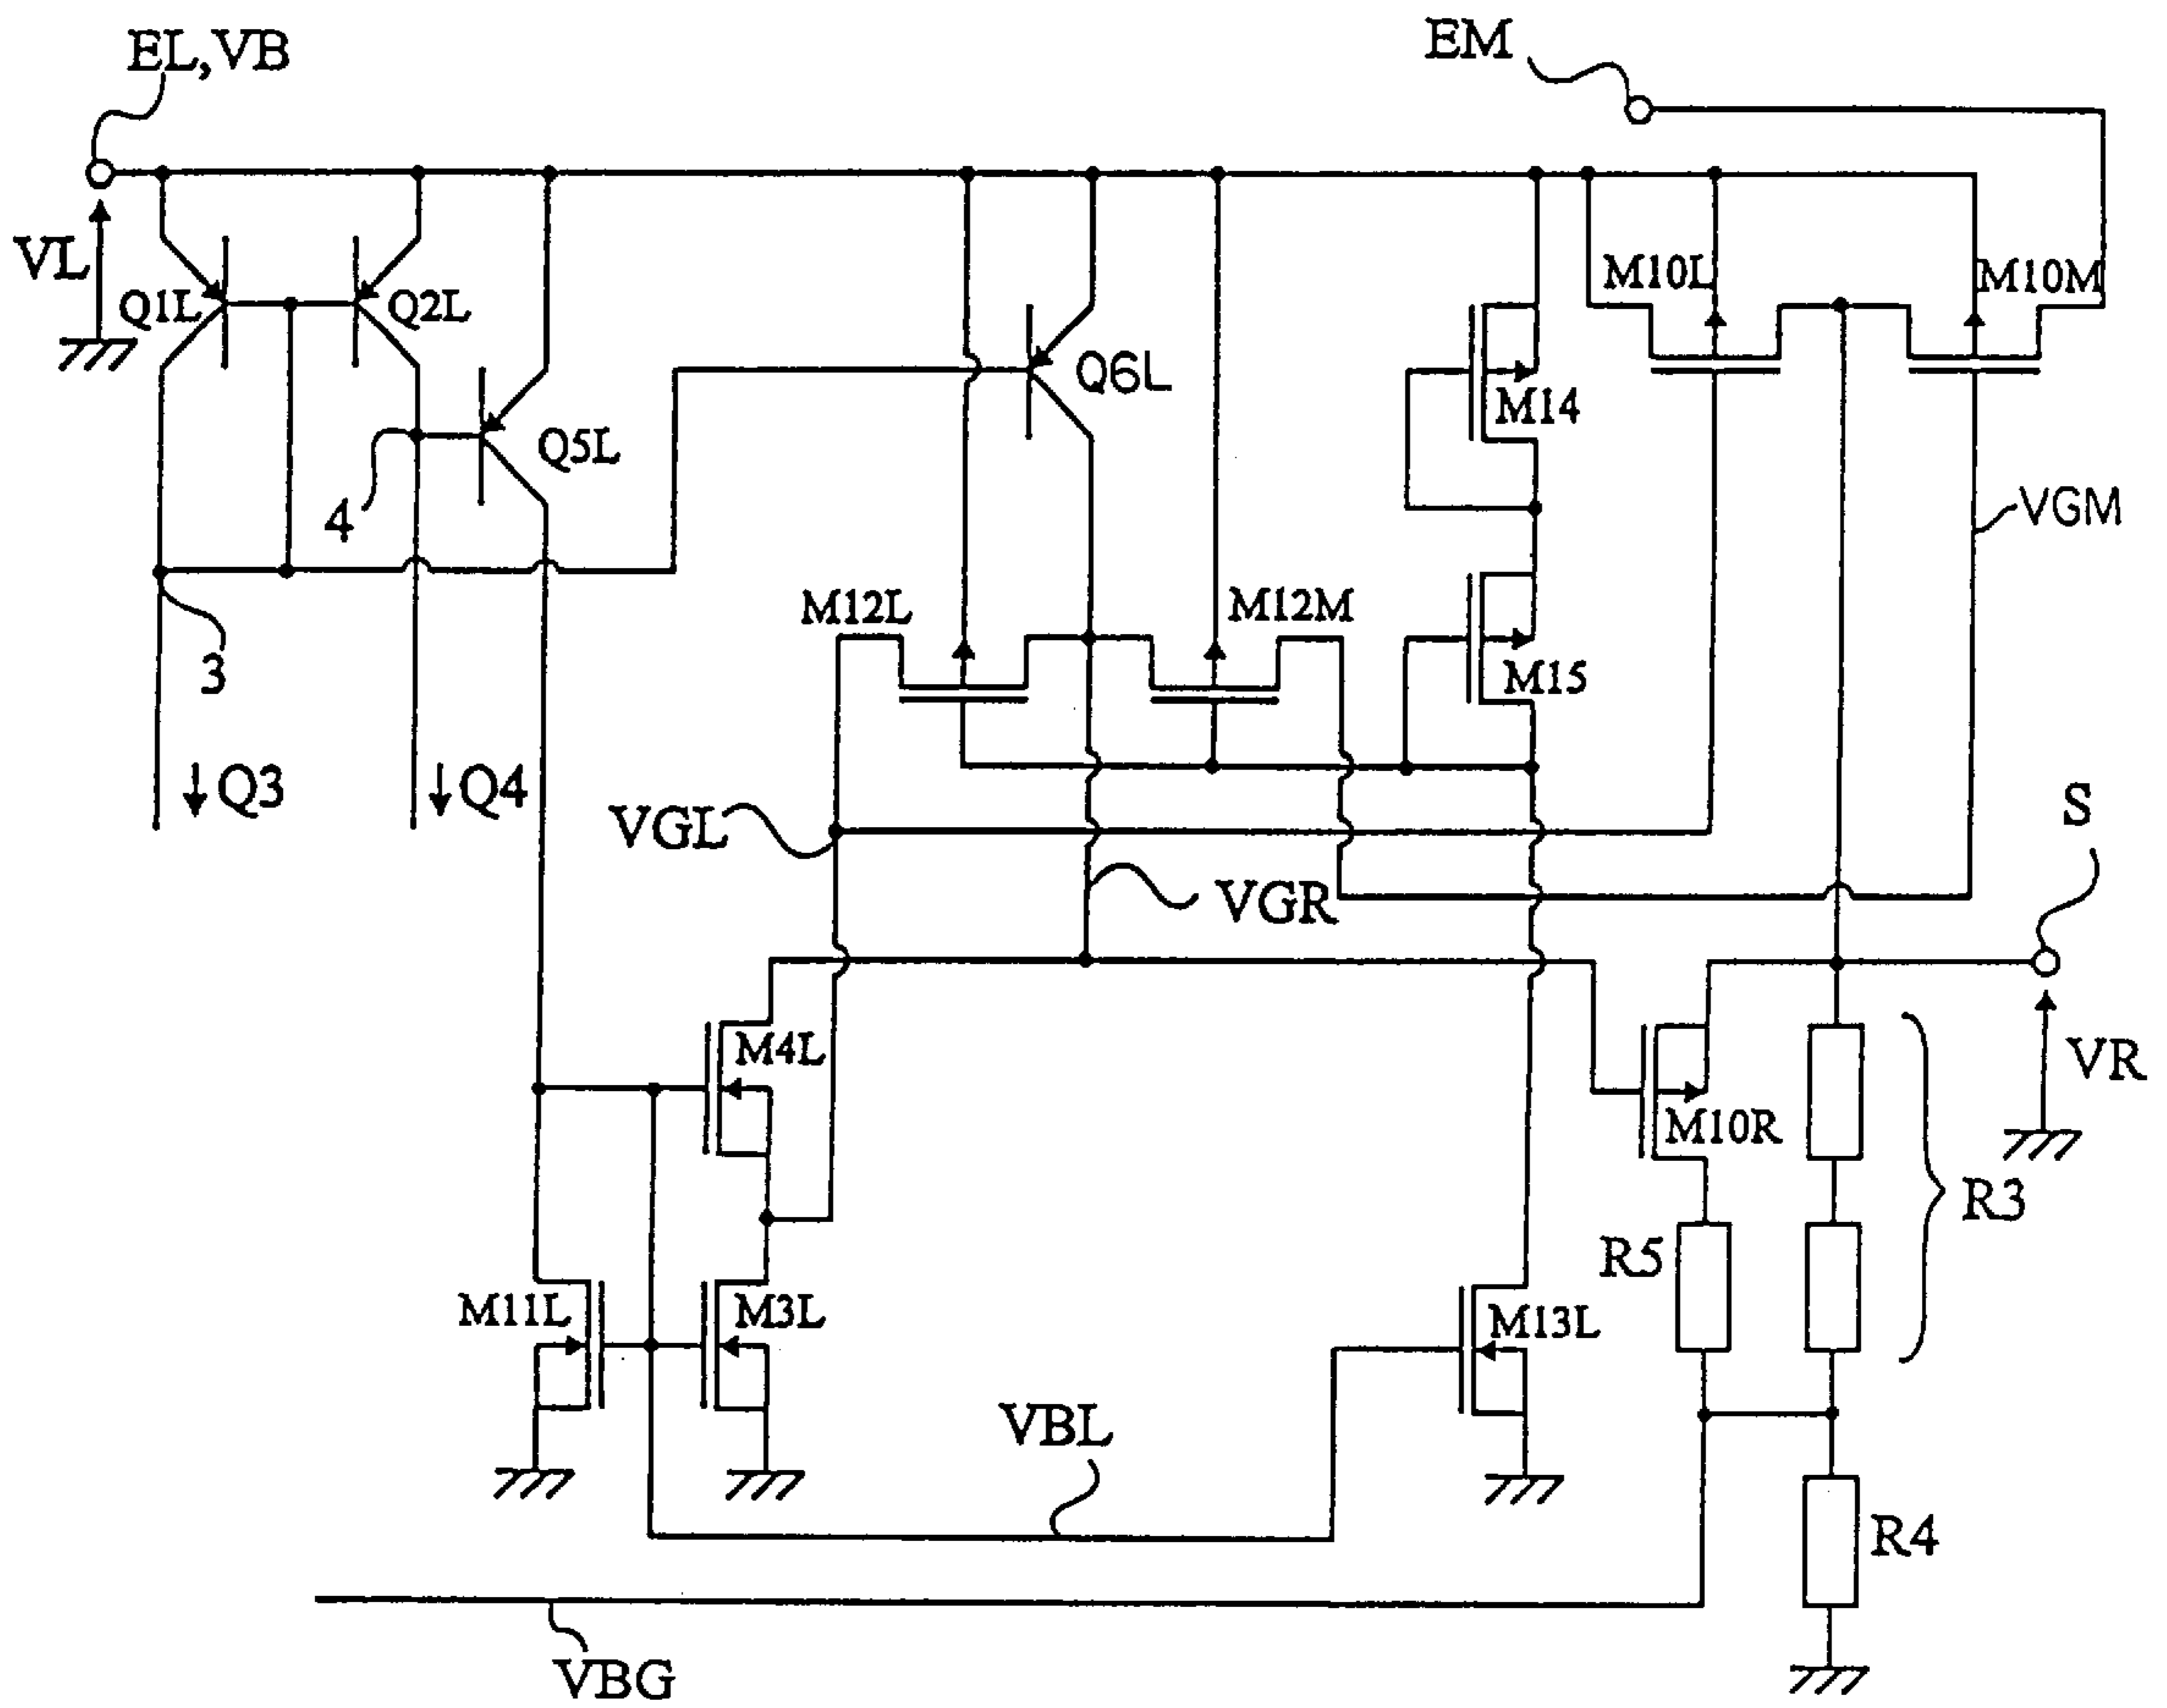 EL,VB
EM
VL
Q1L
Q2L
M10L
M10M
Q6L
M14
Q5L
4
VGM
M12L
M12M
M15
3
Q3
Q4
VGL
S
VGR
M4L
VR
M10R
R3
R5
M11L
M3L
M13L
VBL
R4
VBG